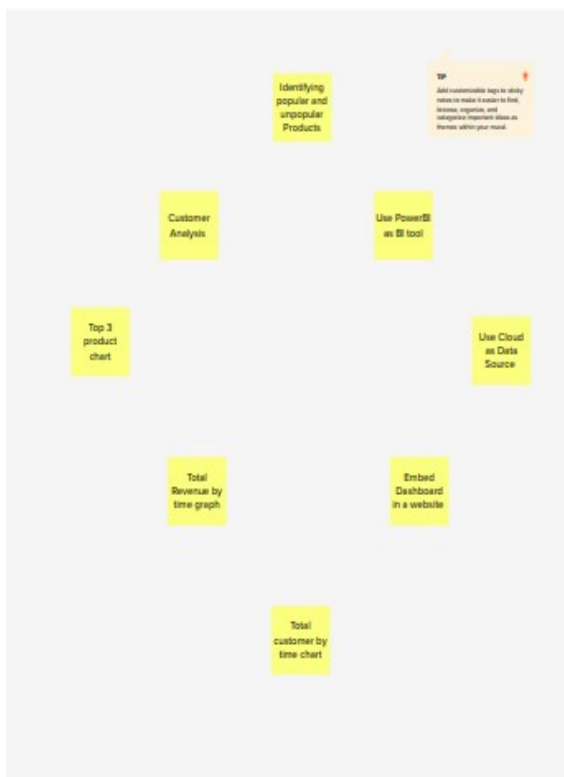 Identifying
popular and
unpopular
Products
TIP
Add customizable tags to sticky
notes to make it easier to find,
browse, organize, and
categorize important ideas as
themes within your mural.
Customer
Analysis
Use PowerBI
as BI tool
Top 3
product
chart
Use Cloud
as Data
Source
Total
Revenue by
time graph
Embed
Dashboard
in a website
Total
customer by
time chart